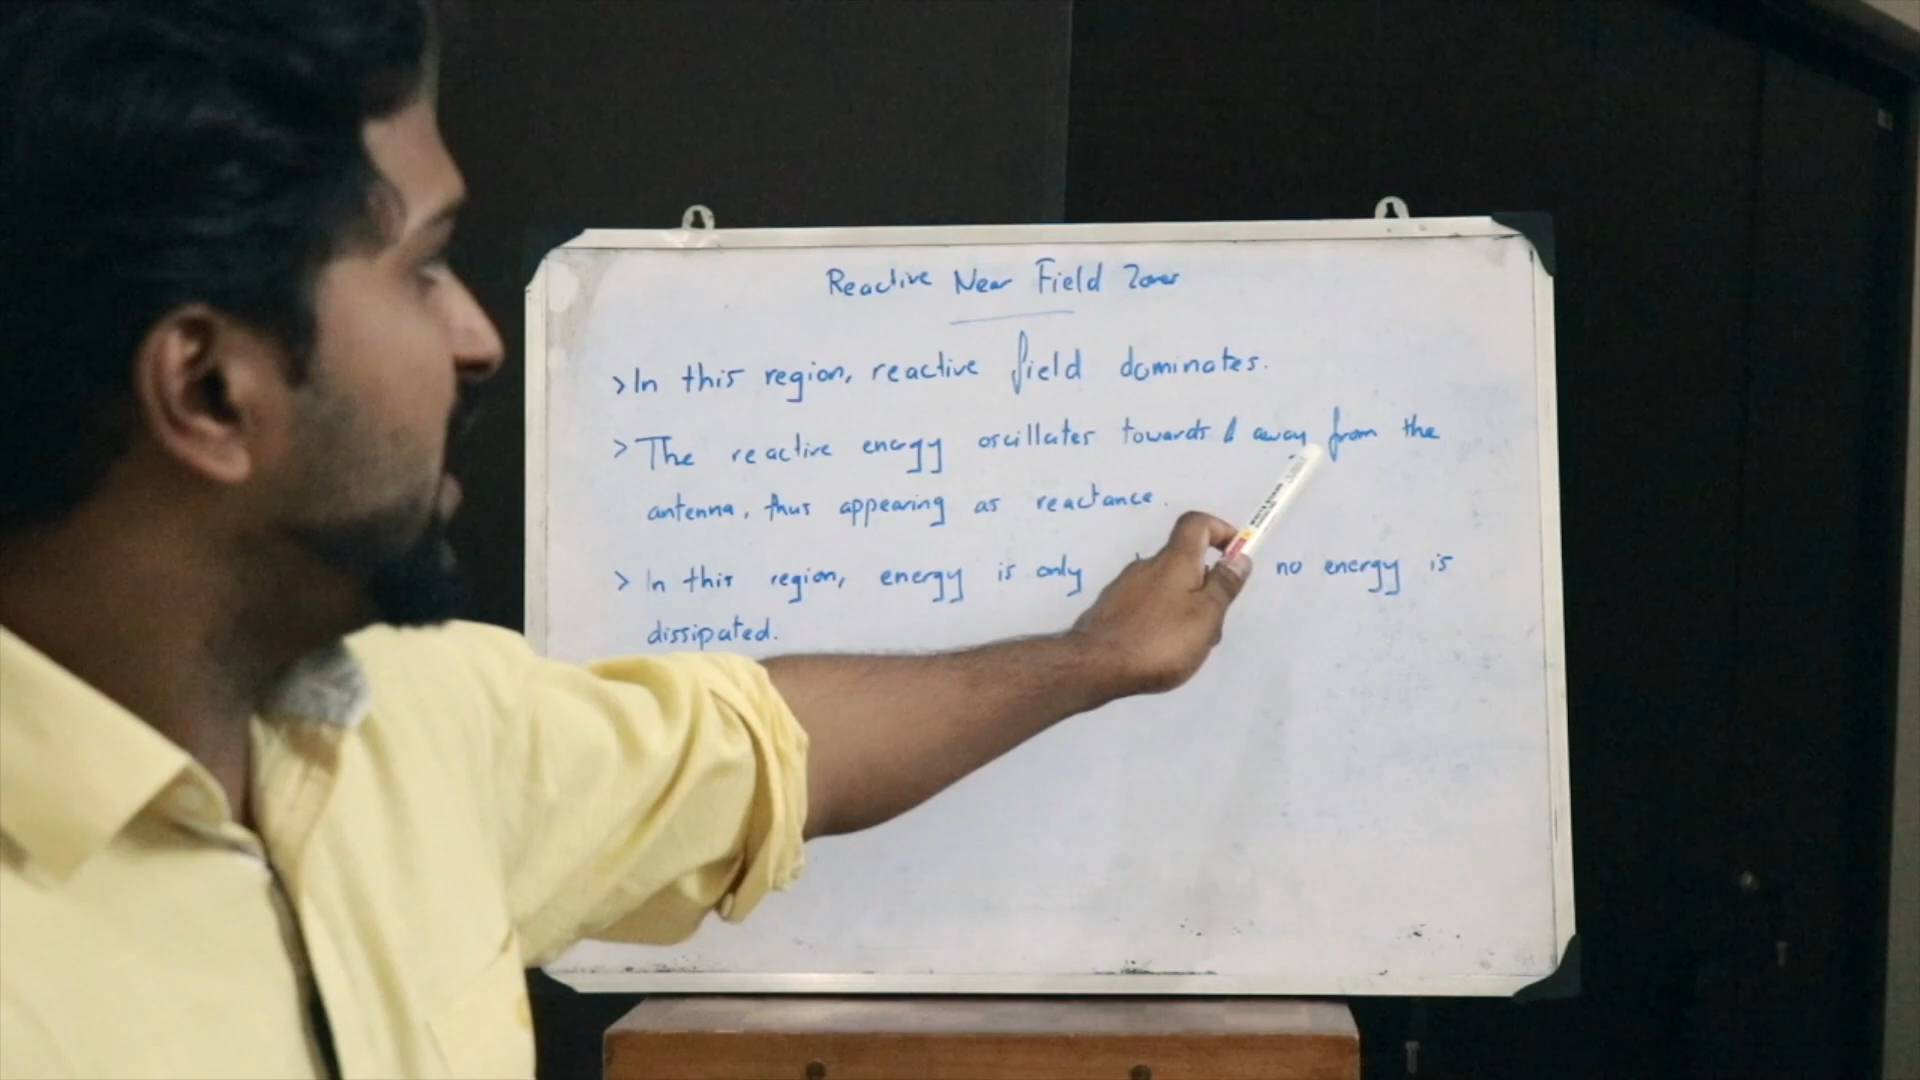 Reactive Near Field Zones
> In this region, reactive field dominates.
> The reactive energy oscillates towards & away from the
antenna, thus appearing as reactance.
> In this region, energy is only no energy is
dissipated.